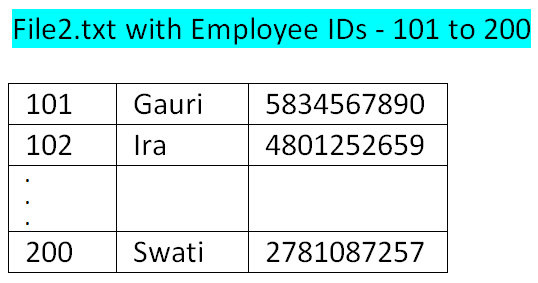 File2.txt with Employee IDs - 101 to 200
101 Gauri 5834567890
102 Ira 4801252659
.
.
.
200 Swati 2781087257